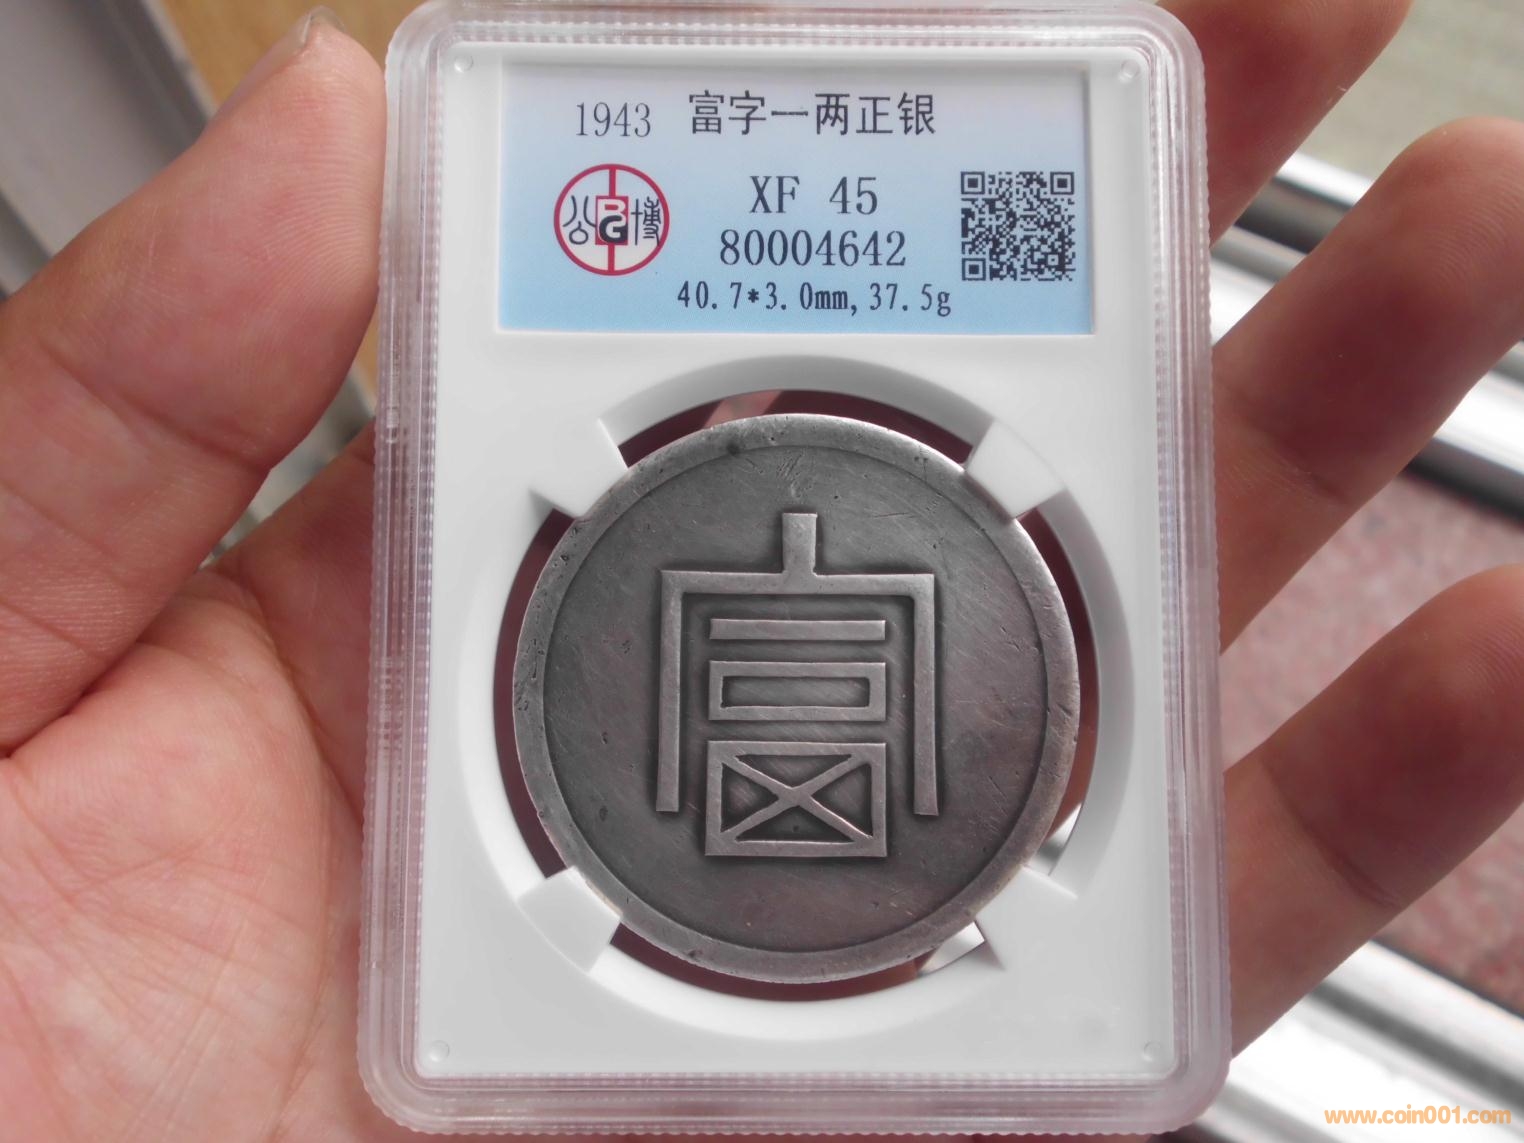 1943 富字一两正银
公 BG 博
XF 45
80004642
40.7*3.0mm,37.5g
富
www.coin001.com